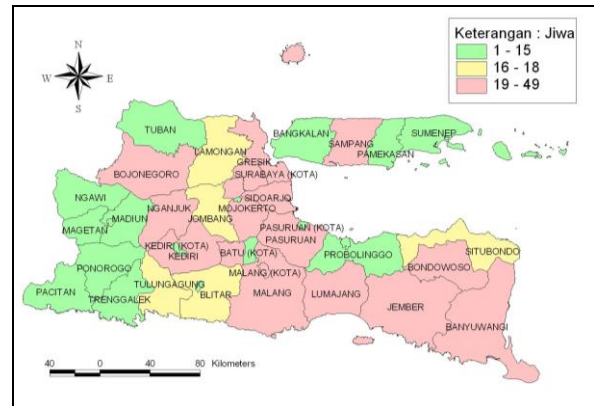 Keterangan : Jiwa
1 - 15
16 - 18
19 - 49
N
W E
S
TUBAN
LAMONGAN
GRESIK
BANGKALAN
SAMPANG
SUMENEP
PAMEKASAN
BOJONEGORO
SURABAYA (KOTA)
NGAWI
SIDOARJO
MADIUN
NGANJUK
MOJOKERTO
JOMBANG
MAGETAN
PASURUAN (KOTA)
PASURUAN
KEDIRI (KOTA)
KEDIRI
BATU (KOTA)
PROBOLINGGO
SITUBONDO
PONOROGO
MALANG (KOTA)
BONDOWOSO
TULUNGAGUNG
PACITAN
TRENGGALEK
BLITAR
MALANG
LUMAJANG
JEMBER
BANYUWANGI
40 0 40 80 Kilometers